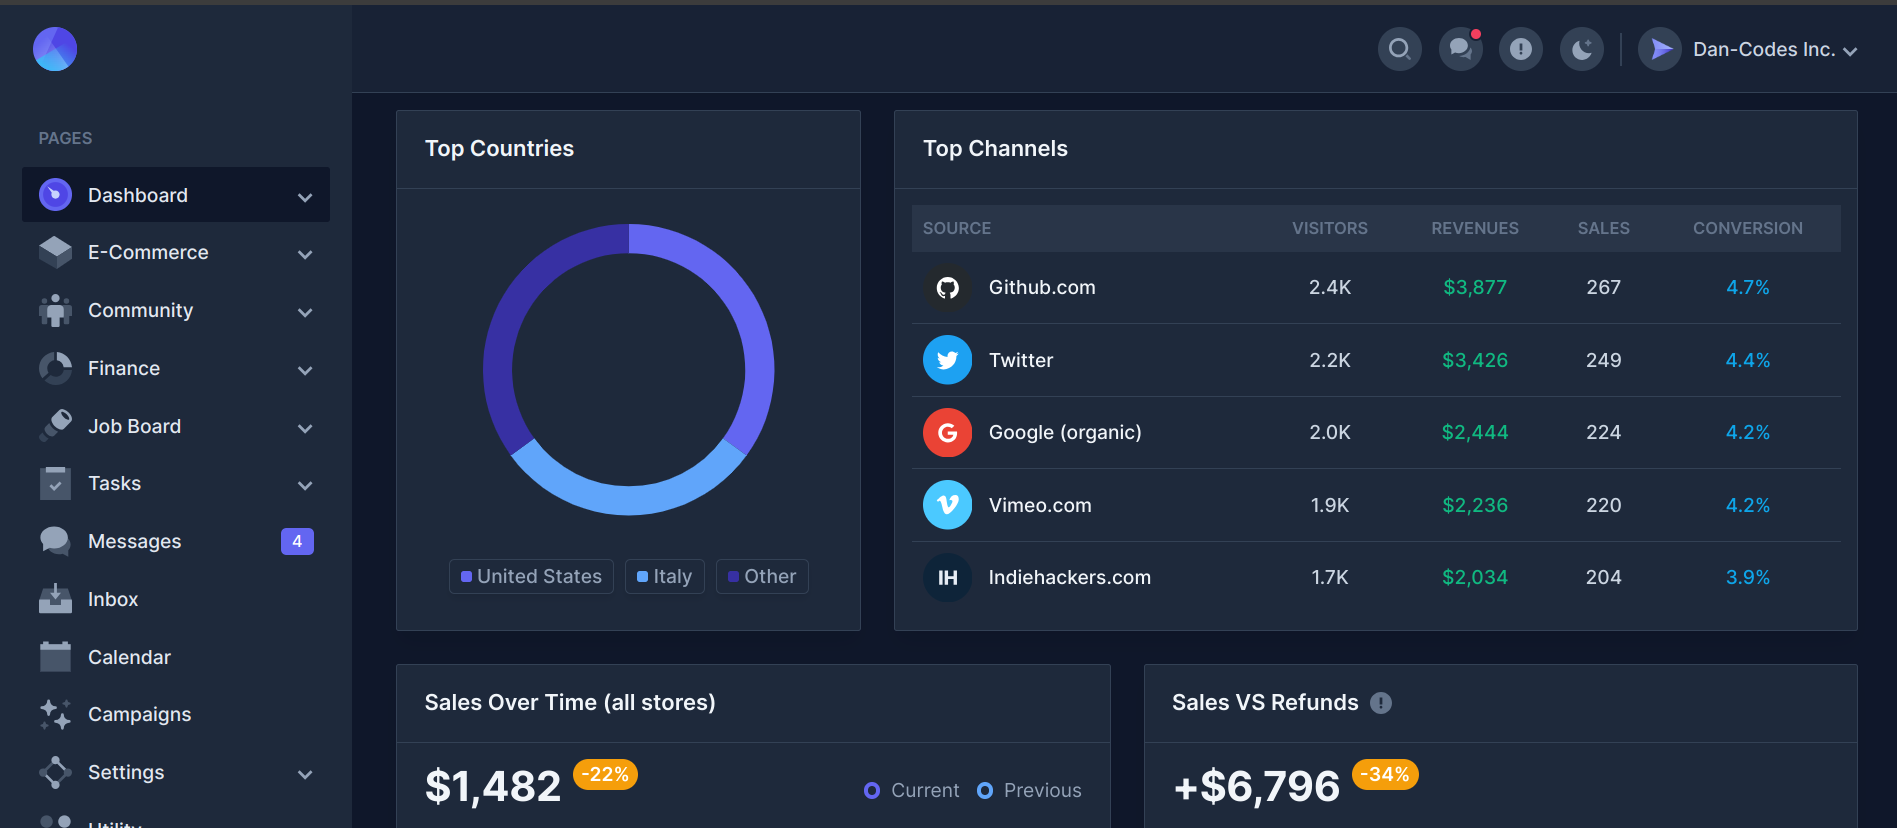 Dan-Codes Inc.
PAGES
Dashboard
E-Commerce
Community
Finance
Job Board
Tasks
Messages 4
Inbox
Calendar
Campaigns
Settings
Utility
Top Countries
United States Italy Other
Top Channels
SOURCE VISITORS REVENUES SALES CONVERSION
Github.com 2.4K $3,877 267 4.7%
Twitter 2.2K $3,426 249 4.4%
G Google (organic) 2.0K $2,444 224 4.2%
Vimeo.com 1.9K $2,236 220 4.2%
IH Indiehackers.com 1.7K $2,034 204 3.9%
Sales Over Time (all stores)
$1,482 -22% Current Previous
Sales VS Refunds
+$6,796 -34%